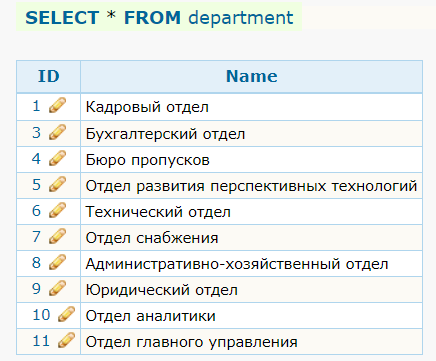 SELECT * FROM department
ID Name
1 Кадровый отдел
3 Бухгалтерский отдел
4 Бюро пропусков
5 Отдел развития перспективных технологий
6 Технический отдел
7 Отдел снабжения
8 Административно-хозяйственный отдел
9 Юридический отдел
10 Отдел аналитики
11 Отдел главного управления